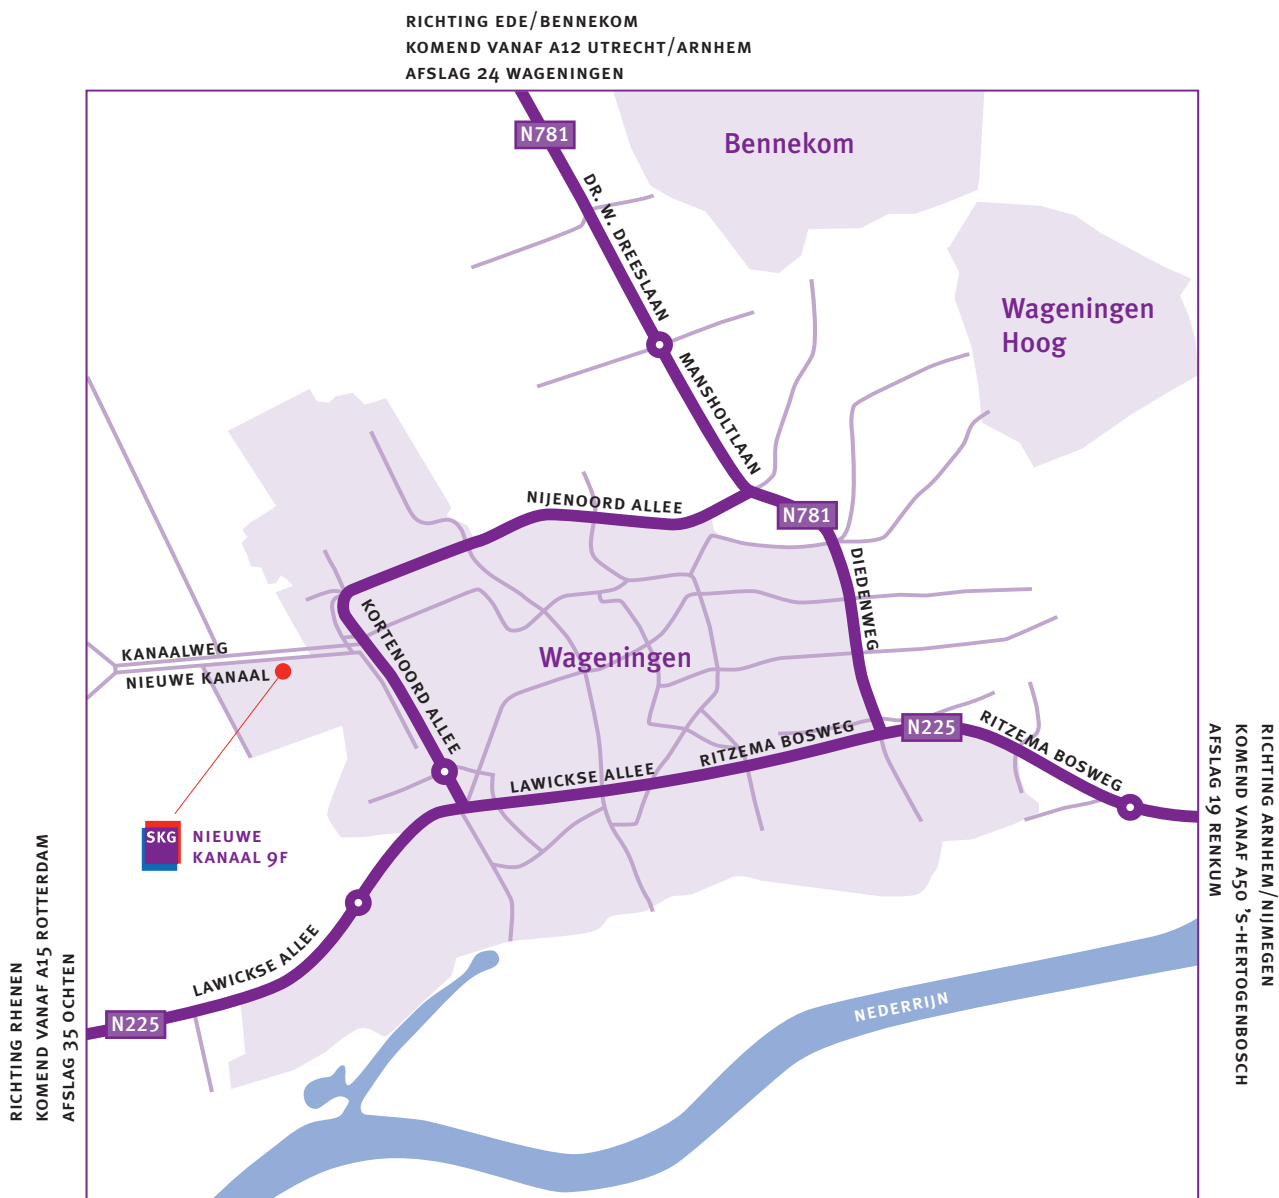 RICHTING EDE/BENNEKOM
KOMEND VANAF A12 UTRECHT/ARNHEM
AFSLAG 24 WAGENINGEN
N781
Bennekom
DR. W. DREESLAAN
Wageningen
Hoog
MANSHOLTLAAN
NIJENOORD ALLEE
N781
DIEDENWEG
KORTENOORD ALLEE
KANAALWEG
NIEUWE KANAAL
Wageningen
N225
RITZEMA BOSWEG
RITZEMA BOSWEG
LAWICKSE ALLEE
SKG
NIEUWE
KANAAL 9F
LAWICKSE ALLEE
N225
NEDERRIJN
RICHTING RHENEN
KOMEND VANAF A15 ROTTERDAM
AFSLAG 35 OCHTEN
RICHTING ARNHEM/NIJMEGEN
KOMEND VANAF A50 'S-HERTOGENBOSCH
AFSLAG 19 RENKUM